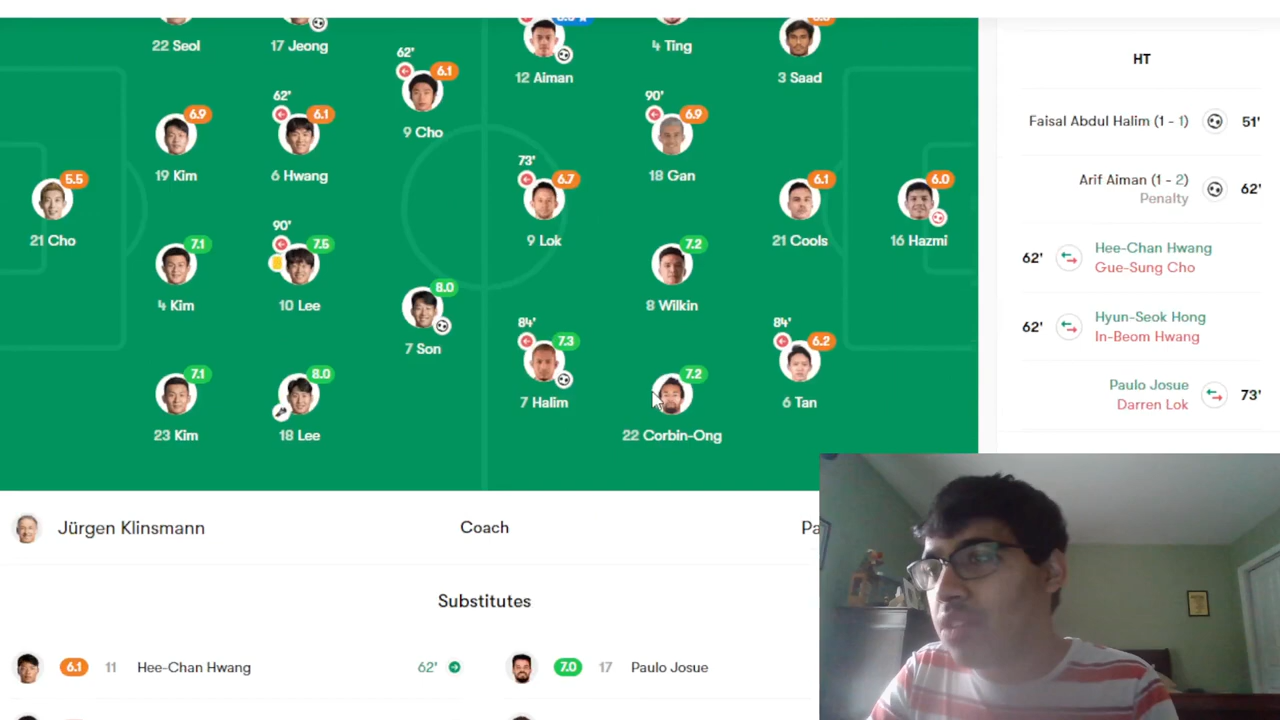 22 Seol
17 Jeong
62'
6.1
9 Cho
12 Aiman
4 Ting
3 Saad
6.9
19 Kim
62'
6.1
6 Hwang
90'
6.9
18 Gan
5.5
21 Cho
73'
6.7
9 Lok
6.1
21 Cools
6.0
16 Hazmi
7.1
4 Kim
90'
7.5
10 Lee
8.0
7 Son
7.2
8 Wilkin
84'
7.3
7 Halim
84'
6.2
6 Tan
7.1
23 Kim
8.0
18 Lee
7.2
22 Corbin-Ong
HT
Faisal Abdul Halim (1 - 1) 51'
Arif Aiman (1 - 2)
Penalty
62'
62' Hee-Chan Hwang
Gue-Sung Cho
62' Hyun-Seok Hong
In-Beom Hwang
Paulo Josue
Darren Lok
73'
Jürgen Klinsmann
Coach
Pa
Substitutes
6.1 11 Hee-Chan Hwang 62'
7.0 17 Paulo Josue